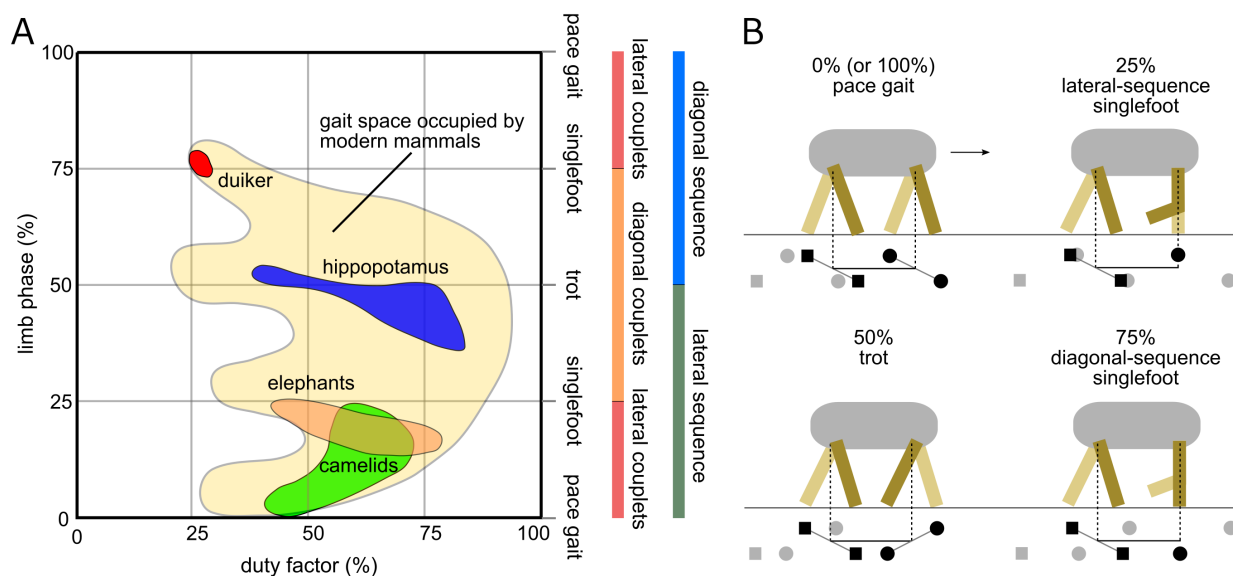 A
100
75
50
25
0
limb phase (%)
0
25
50
75
100
duty factor (%)
gait space occupied by
modern mammals
duiker
hippopotamus
elephants
camelids
pace gait
singlefoot
trot
singlefoot
pace gait
lateral couplets
diagonal couplets
lateral couplets
diagonal sequence
lateral sequence
B
0% (or 100%)
pace gait
25%
lateral-sequence
singlefoot
50%
trot
75%
diagonal-sequence
singlefoot